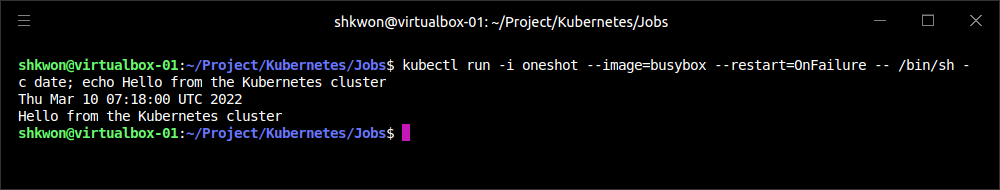 shkwon@virtualbox-01: ~/Project/Kubernetes/Jobs
shkwon@virtualbox-01:~/Project/Kubernetes/Jobs$ kubectl run -i oneshot --image=busybox --restart=OnFailure -- /bin/sh -
c date; echo Hello from the Kubernetes cluster
Thu Mar 10 07:18:00 UTC 2022
Hello from the Kubernetes cluster
shkwon@virtualbox-01:~/Project/Kubernetes/Jobs$